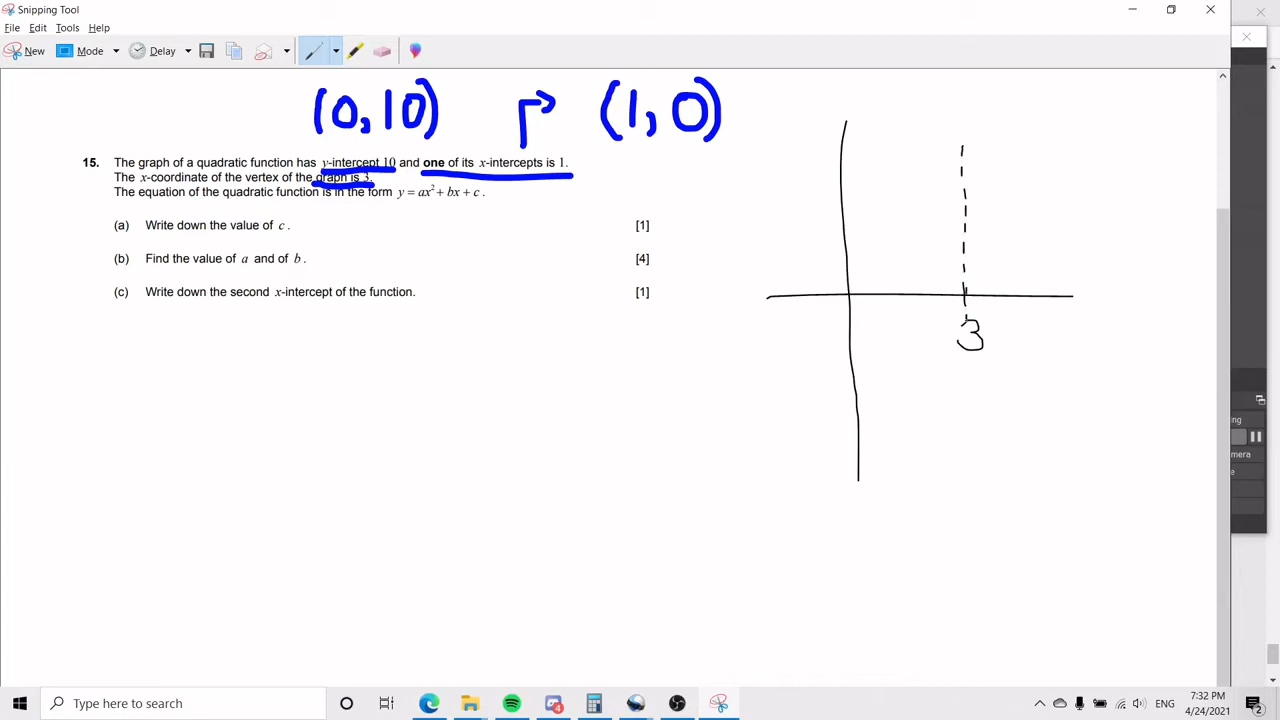 Snipping Tool
File Edit Tools Help
New Mode Delay
(0,10) (1,0)
15. The graph of a quadratic function has y-intercept 10 and one of its x-intercepts is 1.
The x-coordinate of the vertex of the graph is 3.
The equation of the quadratic function is in the form y = ax² + bx + c .
(a) Write down the value of c . [1]
(b) Find the value of a and of b . [4]
(c) Write down the second x-intercept of the function. [1]
3
ng
mera
e
Type here to search
ENG
7:32 PM
4/24/2021
4
2